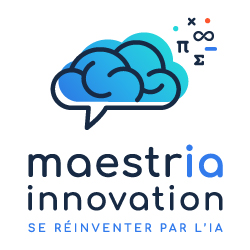 × ∞
π –
Σ
maestria
innovation
SE RÉINVENTER PAR L'IA